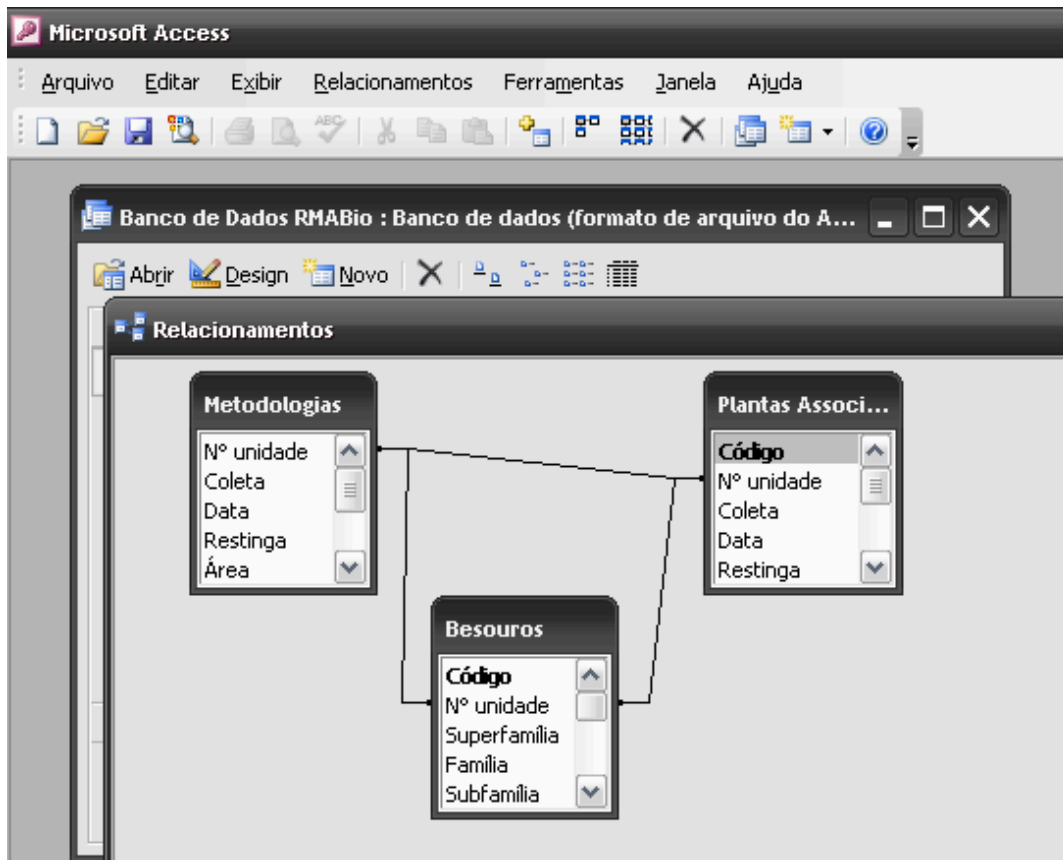 Microsoft Access
Arquivo Editar Exibir Relacionamentos Ferramentas Janela Ajuda
ABC
Banco de Dados RMABio : Banco de dados (formato de arquivo do A...
Abrir Design Novo
Relacionamentos
Metodologias
Nº unidade
Coleta
Data
Restinga
Área
Plantas Associ...
Código
Nº unidade
Coleta
Data
Restinga
Besouros
Código
Nº unidade
Superfamília
Família
Subfamília